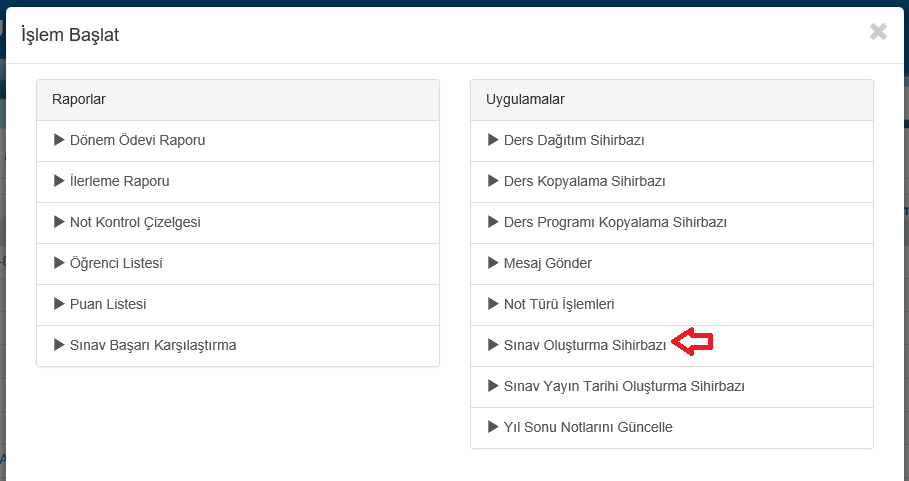 İşlem Başlat
Raporlar
Dönem Ödevi Raporu
İlerleme Raporu
Not Kontrol Çizelgesi
Öğrenci Listesi
Puan Listesi
Sınav Başarı Karşılaştırma
Uygulamalar
Ders Dağıtım Sihirbazı
Ders Kopyalama Sihirbazı
Ders Programı Kopyalama Sihirbazı
Mesaj Gönder
Not Türü İşlemleri
Sınav Oluşturma Sihirbazı
Sınav Yayın Tarihi Oluşturma Sihirbazı
Yıl Sonu Notlarını Güncelle